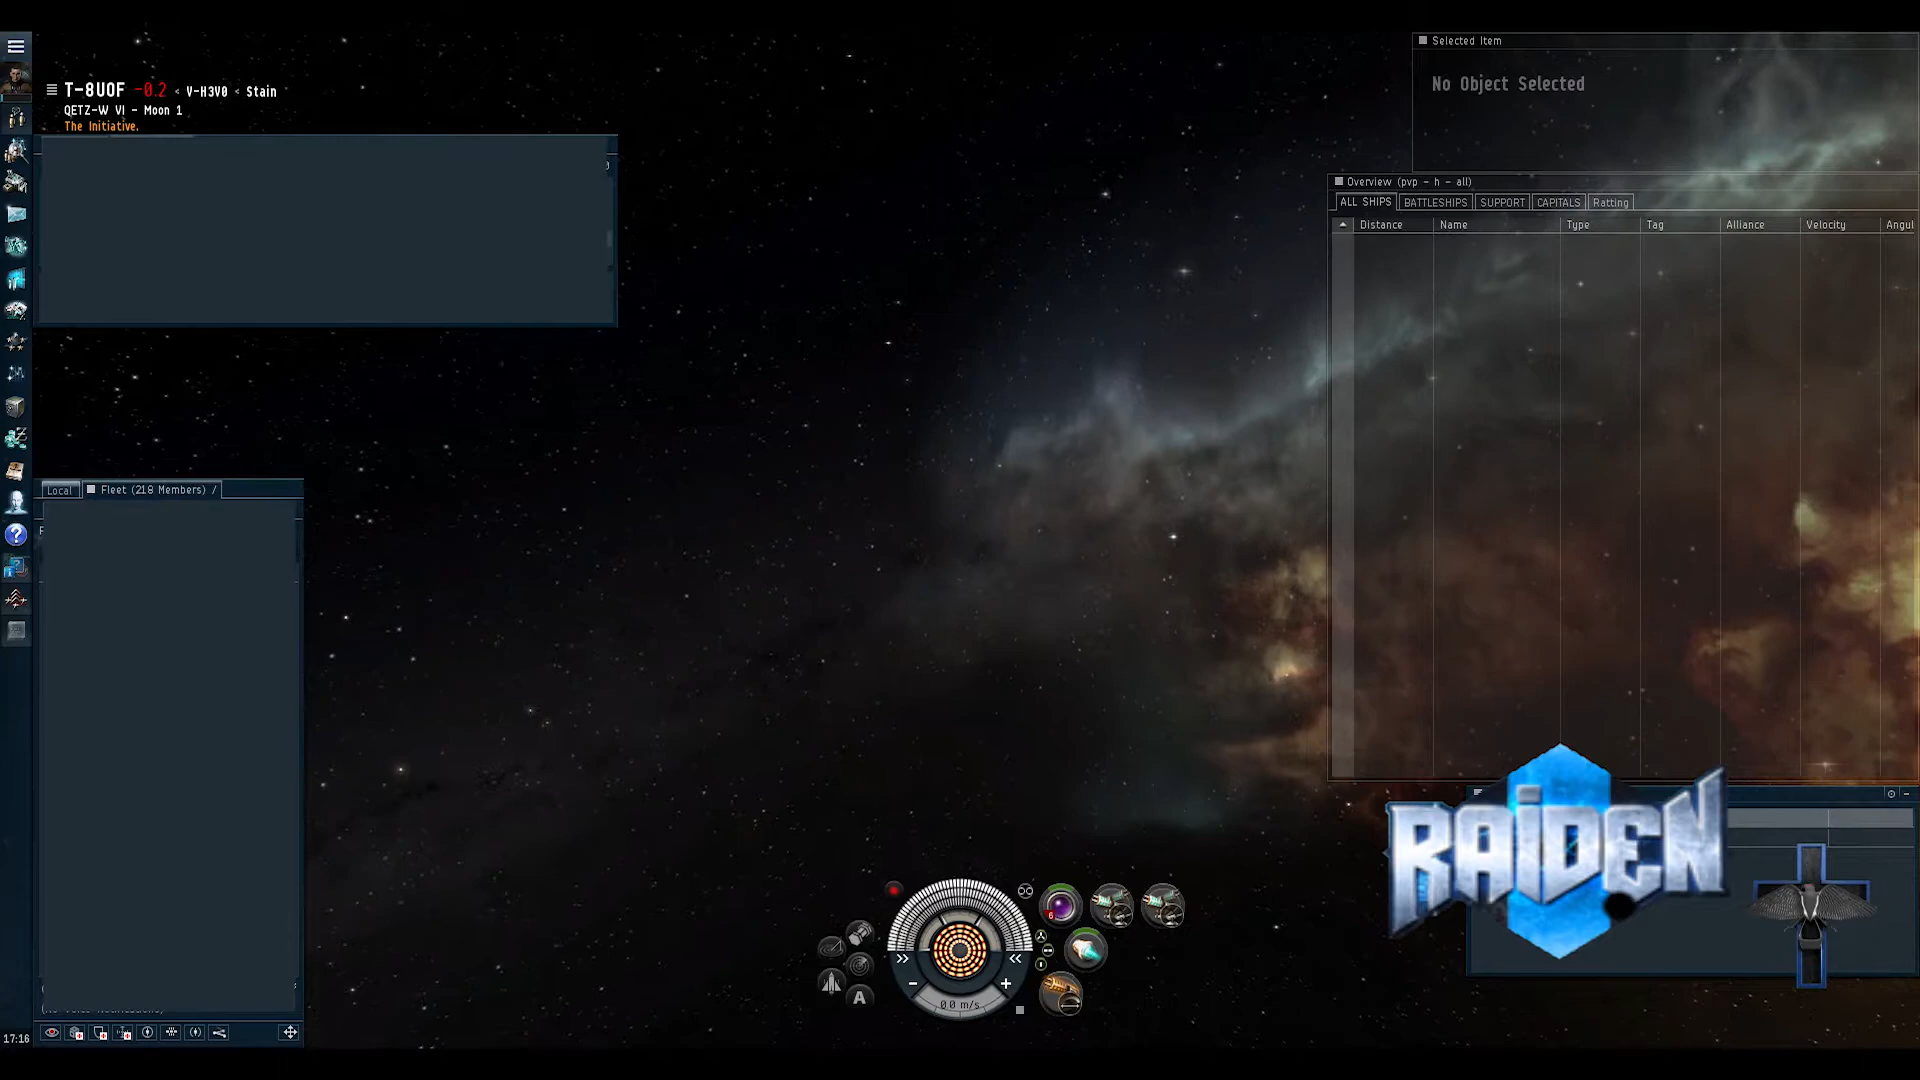 Selected Item
No Object Selected
T-8UOF -0.2 < V-H3V0 < Stain
QETZ-W VI - Moon 1
The Initiative.
Overview (pvp - h - all)
ALL SHIPS BATTLESHIPS SUPPORT CAPITALS Ratting
Distance Name Type Tag Alliance Velocity Angul
Local Fleet (218 Members)
RAIDEN
6
A
0.0 m/s
17:16